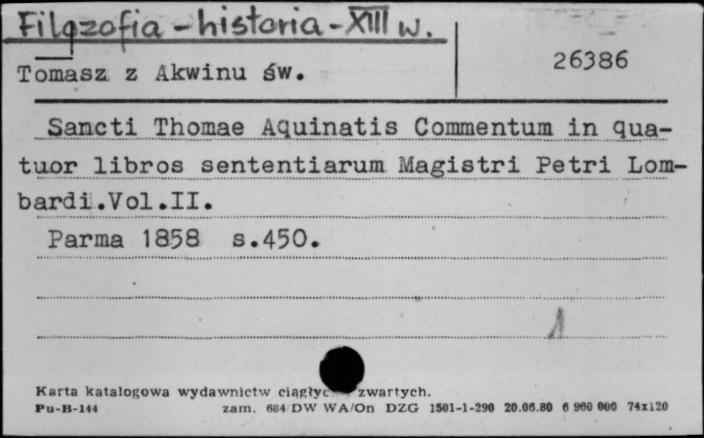 Filozofia - historia - XIII w.
Tomasz z Akwinu św.
26386
Sancti Thomae Aquinatis Commentum in qua-
tuor libros sententiarum Magistri Petri Lom-
bardi.Vol.II.
Parma 1858 s.450.
1
Karta katalogowa wydawnictw zwartych.
Pu-B-144 zam. 684/DW WA/On DZG 1501-1-290 20.06.80 6 960 000 74x120